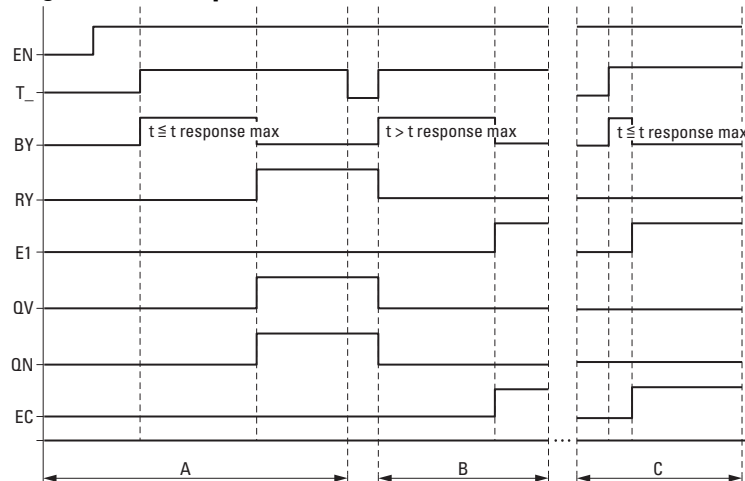 EN
T_
t ≦ t response max
t > t response max
t ≦ t response max
BY
RY
E1
QV
QN
EC
...
A
B
C